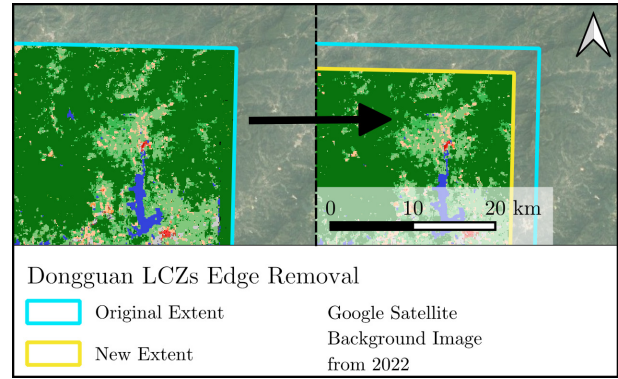 0 10 20 km
Dongguan LCZs Edge Removal
Original Extent
New Extent
Google Satellite
Background Image
from 2022